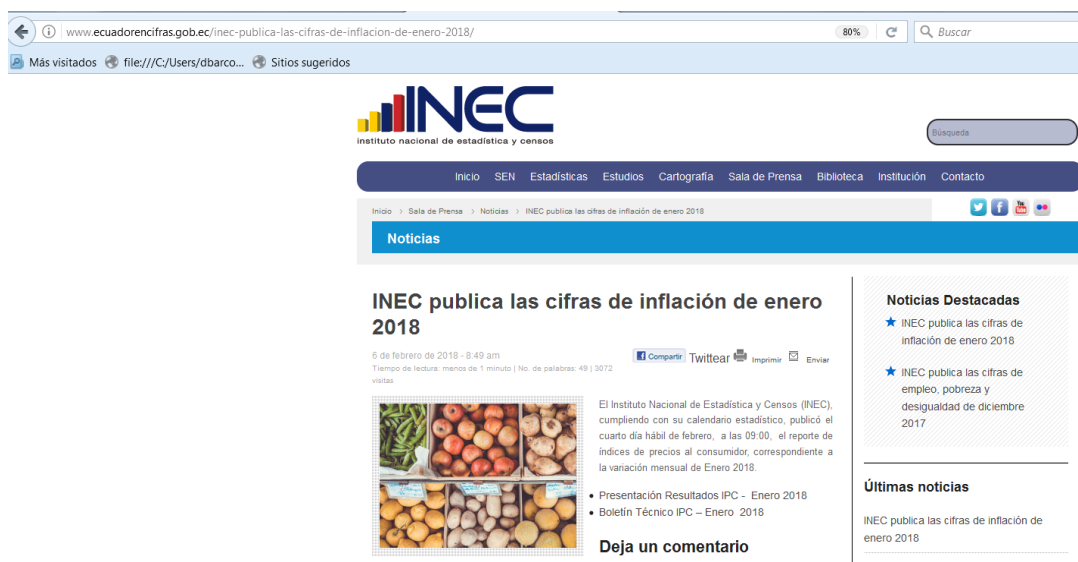 www.ecuadorencifras.gob.ec/inec-publica-las-cifras-de-inflacion-de-enero-2018/
80%
Buscar
Más visitados
file:///C:/Users/dbarco...
Sitios sugeridos
INEC
instituto nacional de estadística y censos
Búsqueda
Inicio SEN Estadísticas Estudios Cartografía Sala de Prensa Biblioteca Institución Contacto
Inicio > Sala de Prensa > Noticias > INEC publica las cifras de inflación de enero 2018
Noticias
INEC publica las cifras de inflación de enero
2018
6 de febrero de 2018 - 8:49 am
Tiempo de lectura: menos de 1 minuto | No. de palabras: 49 | 3072
visitas
Compartir Twittear Imprimir Enviar
El Instituto Nacional de Estadística y Censos (INEC),
cumpliendo con su calendario estadístico, publicó el
cuarto día hábil de febrero, a las 09:00, el reporte de
índices de precios al consumidor, correspondiente a
la variación mensual de Enero 2018.
Presentación Resultados IPC - Enero 2018
Boletín Técnico IPC – Enero 2018
Deja un comentario
Noticias Destacadas
INEC publica las cifras de
inflación de enero 2018
INEC publica las cifras de
empleo, pobreza y
desigualdad de diciembre
2017
Últimas noticias
INEC publica las cifras de inflación de
enero 2018